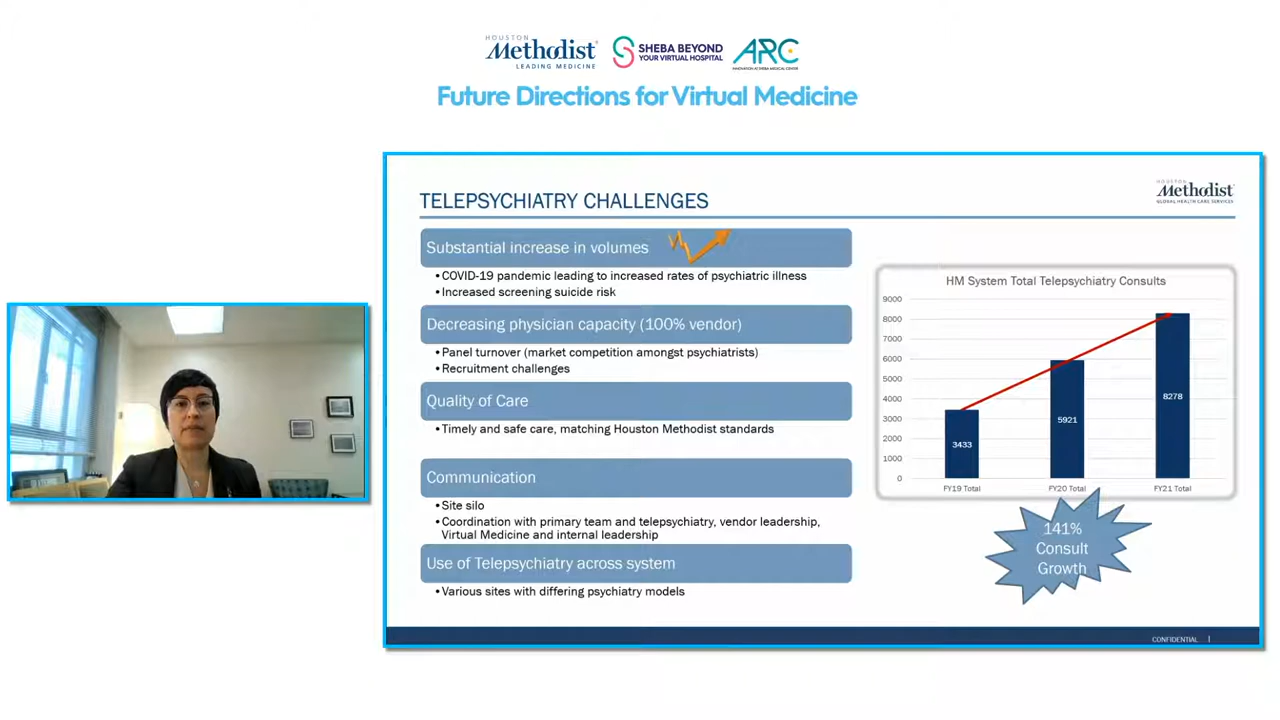 HOUSTON
Methodist
LEADING MEDICINE
SHEBA BEYOND
YOUR VIRTUAL HOSPITAL
ARC
INNOVATION AT SHEBA MEDICAL CENTER
Future Directions for Virtual Medicine
TELEPSYCHIATRY CHALLENGES
HOUSTON
Methodist
GLOBAL HEALTH CARE SERVICES
Substantial increase in volumes
•COVID-19 pandemic leading to increased rates of psychiatric illness
•Increased screening suicide risk
Decreasing physician capacity (100% vendor)
•Panel turnover (market competition amongst psychiatrists)
•Recruitment challenges
Quality of Care
•Timely and safe care, matching Houston Methodist standards
Communication
•Site silo
•Coordination with primary team and telepsychiatry, vendor leadership,
Virtual Medicine and internal leadership
Use of Telepsychiatry across system
•Various sites with differing psychiatry models
HM System Total Telepsychiatry Consults
9000
8000
7000
6000
5000
4000
3000
2000
1000
0
3433
5921
8278
FY19 Total
FY20 Total
FY21 Total
141%
Consult
Growth
CONFIDENTIAL |